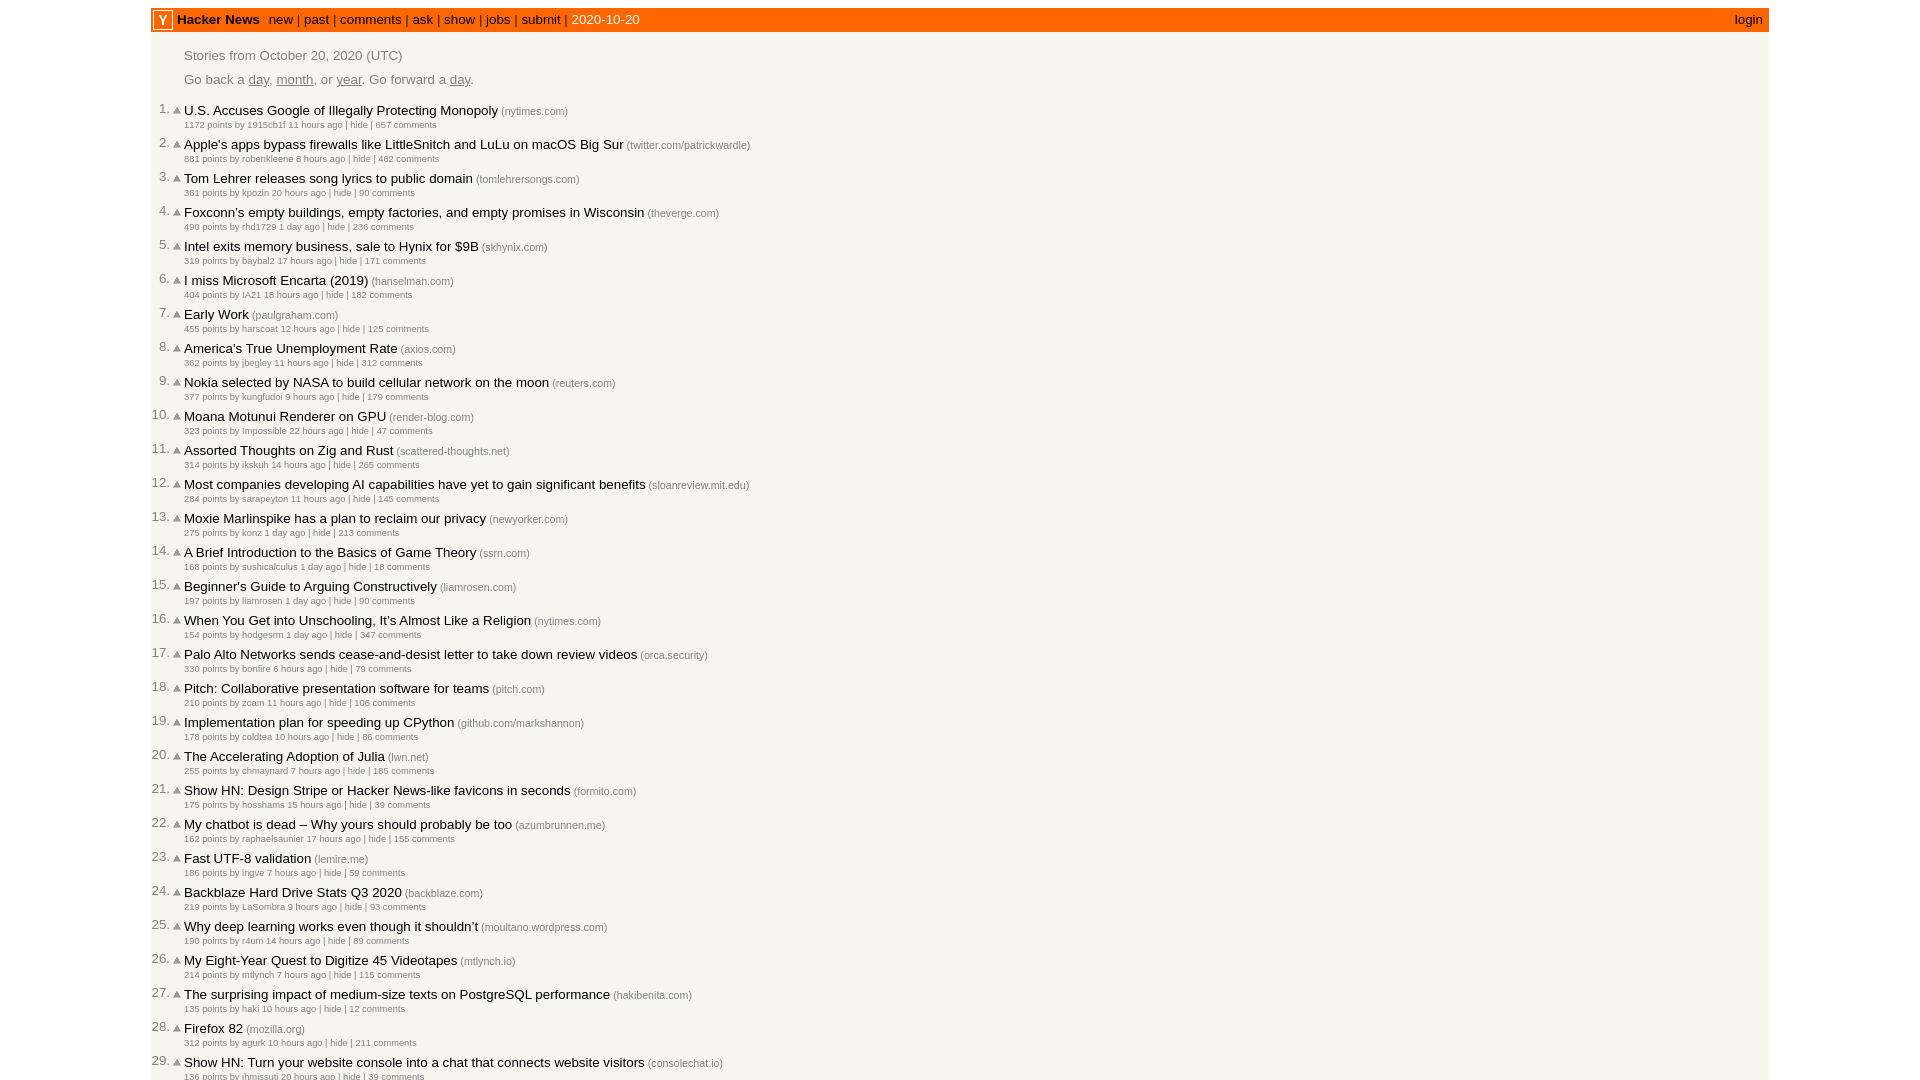 Y Hacker News new | past | comments | ask | show | jobs | submit | 2020-10-20 login
Stories from October 20, 2020 (UTC)
Go back a day, month, or year. Go forward a day.
1. U.S. Accuses Google of Illegally Protecting Monopoly (nytimes.com)
1172 points by 1915cb1f 11 hours ago | hide | 657 comments
2. Apple's apps bypass firewalls like LittleSnitch and LuLu on macOS Big Sur (twitter.com/patrickwardle)
881 points by robenkleene 8 hours ago | hide | 462 comments
3. Tom Lehrer releases song lyrics to public domain (tomlehrersongs.com)
361 points by kpozin 20 hours ago | hide | 90 comments
4. Foxconn's empty buildings, empty factories, and empty promises in Wisconsin (theverge.com)
490 points by rhd1729 1 day ago | hide | 236 comments
5. Intel exits memory business, sale to Hynix for $9B (skhynix.com)
319 points by baybal2 17 hours ago | hide | 171 comments
6. I miss Microsoft Encarta (2019) (hanselman.com)
404 points by IA21 18 hours ago | hide | 182 comments
7. Early Work (paulgraham.com)
455 points by harscoat 12 hours ago | hide | 125 comments
8. America's True Unemployment Rate (axios.com)
362 points by jbegley 11 hours ago | hide | 312 comments
9. Nokia selected by NASA to build cellular network on the moon (reuters.com)
377 points by kungfudoi 9 hours ago | hide | 179 comments
10. Moana Motunui Renderer on GPU (render-blog.com)
323 points by Impossible 22 hours ago | hide | 47 comments
11. Assorted Thoughts on Zig and Rust (scattered-thoughts.net)
314 points by ikskuh 14 hours ago | hide | 265 comments
12. Most companies developing AI capabilities have yet to gain significant benefits (sloanreview.mit.edu)
284 points by sarapeyton 11 hours ago | hide | 145 comments
13. Moxie Marlinspike has a plan to reclaim our privacy (newyorker.com)
275 points by konz 1 day ago | hide | 213 comments
14. A Brief Introduction to the Basics of Game Theory (ssrn.com)
168 points by sushicalculus 1 day ago | hide | 18 comments
15. Beginner's Guide to Arguing Constructively (liamrosen.com)
197 points by liamrosen 1 day ago | hide | 90 comments
16. When You Get into Unschooling, It’s Almost Like a Religion (nytimes.com)
154 points by hodgesrm 1 day ago | hide | 347 comments
17. Palo Alto Networks sends cease-and-desist letter to take down review videos (orca.security)
330 points by bonfire 6 hours ago | hide | 79 comments
18. Pitch: Collaborative presentation software for teams (pitch.com)
210 points by zcam 11 hours ago | hide | 106 comments
19. Implementation plan for speeding up CPython (github.com/markshannon)
178 points by coldtea 10 hours ago | hide | 86 comments
20. The Accelerating Adoption of Julia (lwn.net)
255 points by chmaynard 7 hours ago | hide | 185 comments
21. Show HN: Design Stripe or Hacker News-like favicons in seconds (formito.com)
175 points by hosshams 15 hours ago | hide | 39 comments
22. My chatbot is dead – Why yours should probably be too (azumbrunnen.me)
162 points by raphaelsaunier 17 hours ago | hide | 155 comments
23. Fast UTF-8 validation (lemire.me)
186 points by ingve 7 hours ago | hide | 59 comments
24. Backblaze Hard Drive Stats Q3 2020 (backblaze.com)
219 points by LaSombra 9 hours ago | hide | 93 comments
25. Why deep learning works even though it shouldn’t (moultano.wordpress.com)
190 points by r4um 14 hours ago | hide | 89 comments
26. My Eight-Year Quest to Digitize 45 Videotapes (mtlynch.io)
214 points by mtlynch 7 hours ago | hide | 115 comments
27. The surprising impact of medium-size texts on PostgreSQL performance (hakibenita.com)
135 points by haki 10 hours ago | hide | 12 comments
28. Firefox 82 (mozilla.org)
312 points by agurk 10 hours ago | hide | 211 comments
29. Show HN: Turn your website console into a chat that connects website visitors (consolechat.io)
136 points by ihmissuti 20 hours ago | hide | 39 comments